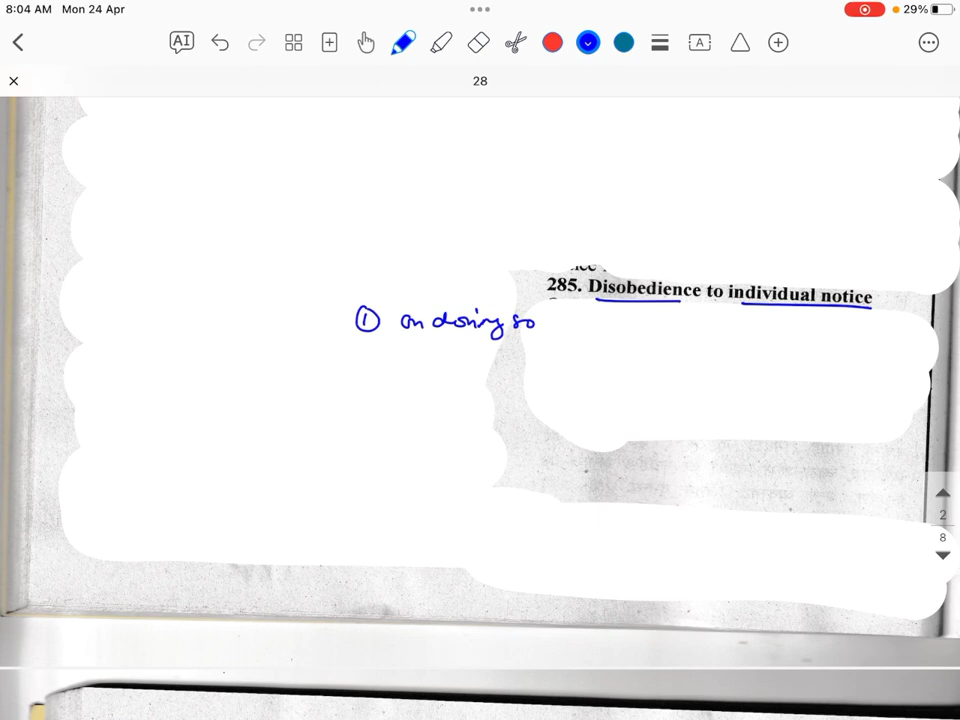 8:04 AM Mon 24 Apr
29%
AI
A
28
285. Disobedience to individual notice
① on doing so
2
8